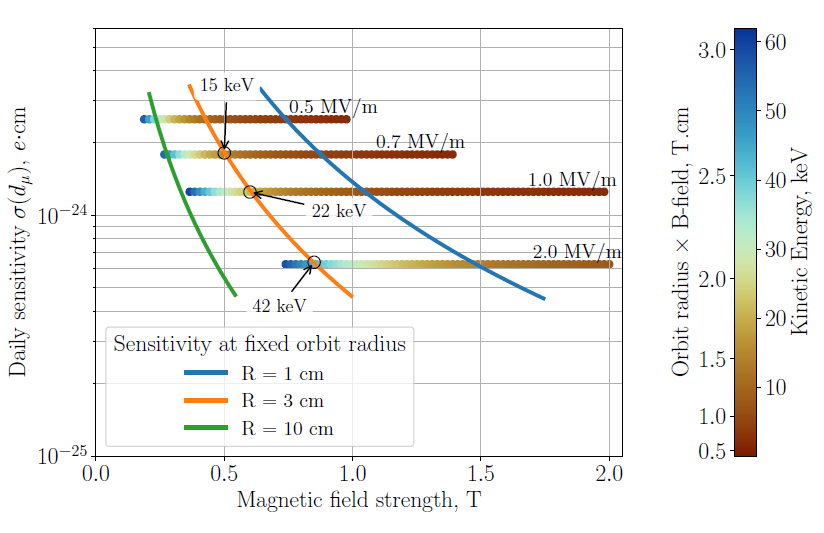 Daily sensitivity σ(d_μ), e·cm
10⁻²⁴
10⁻²⁵
15 keV
0.5 MV/m
0.7 MV/m
1.0 MV/m
22 keV
2.0 MV/m
42 keV
Sensitivity at fixed orbit radius
R = 1 cm
R = 3 cm
R = 10 cm
0.0 0.5 1.0 1.5 2.0
Magnetic field strength, T
Orbit radius × B-field, T.cm
3.0
2.5
2.0
1.5
1.0
0.5
60
50
40
30
20
10
Kinetic Energy, keV